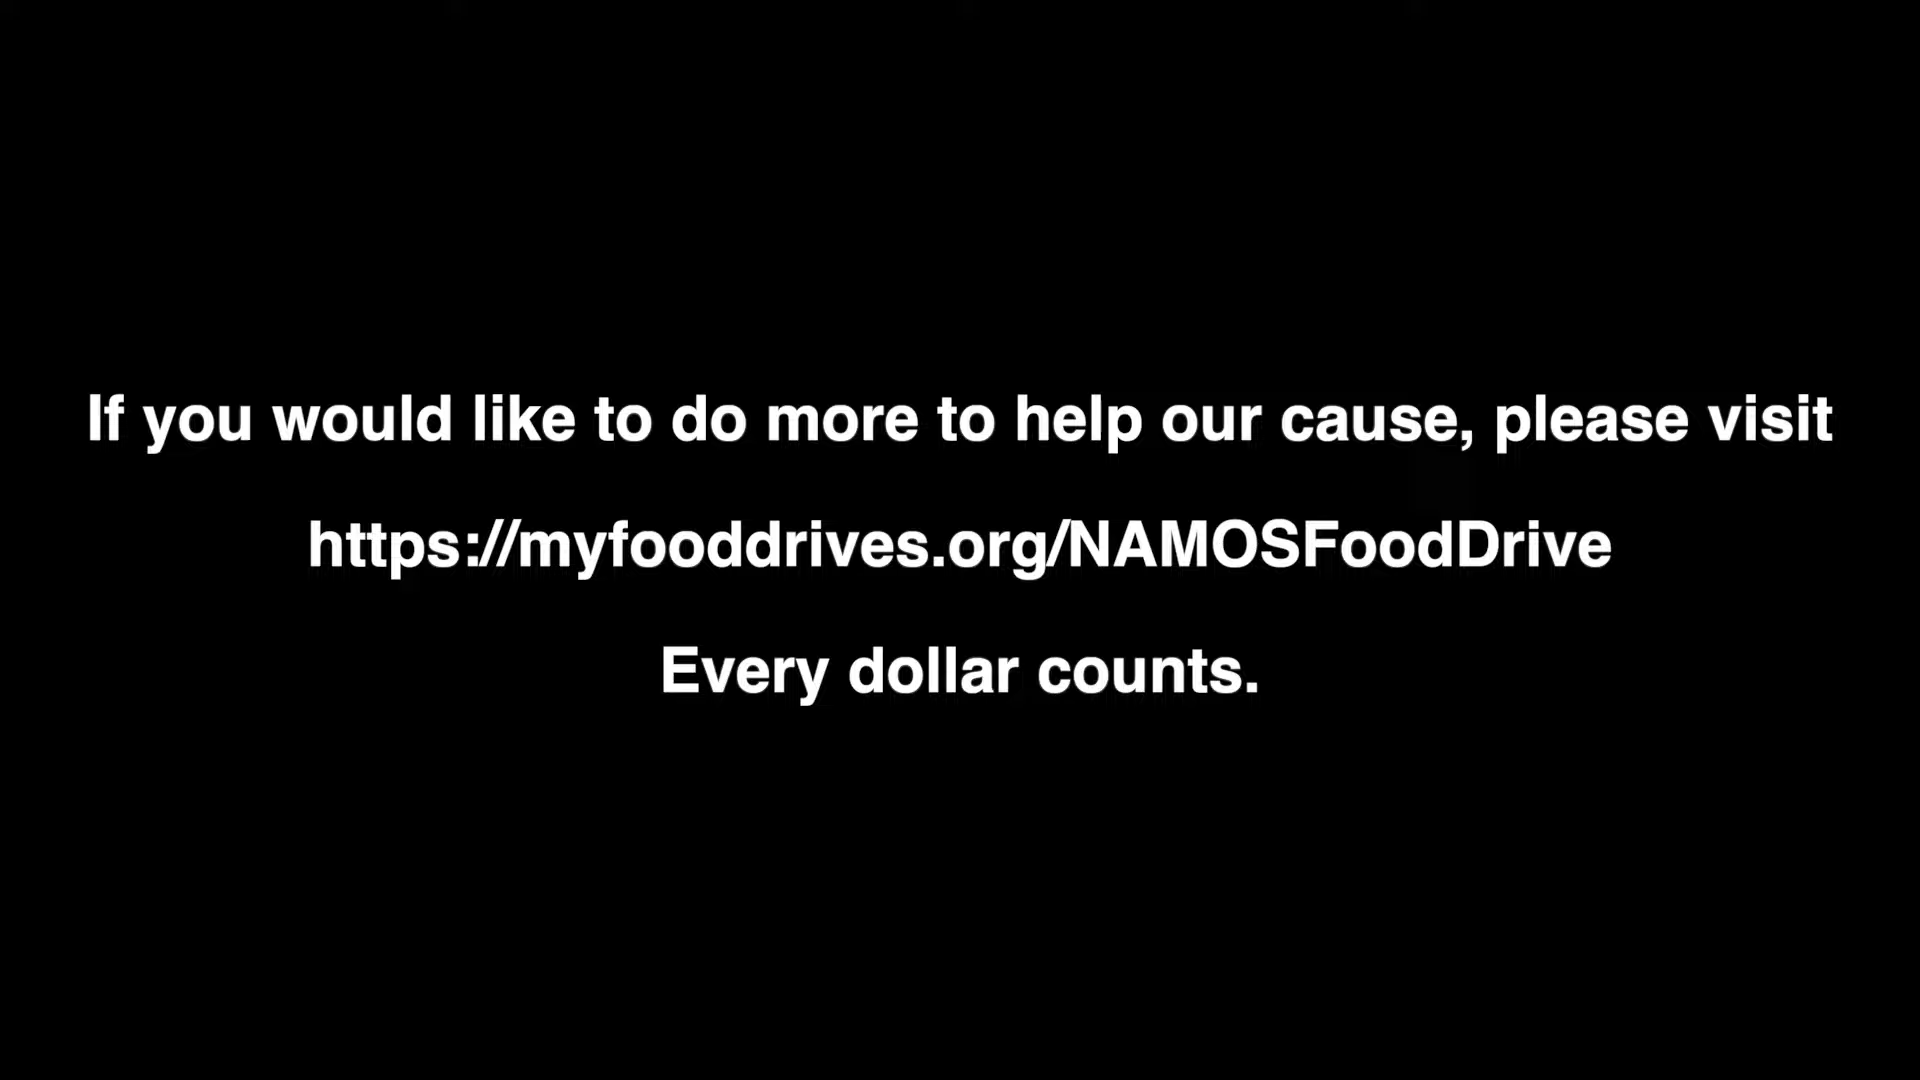 If you would like to do more to help our cause, please visit
https://myfooddrives.org/NAMOSFoodDrive
Every dollar counts.